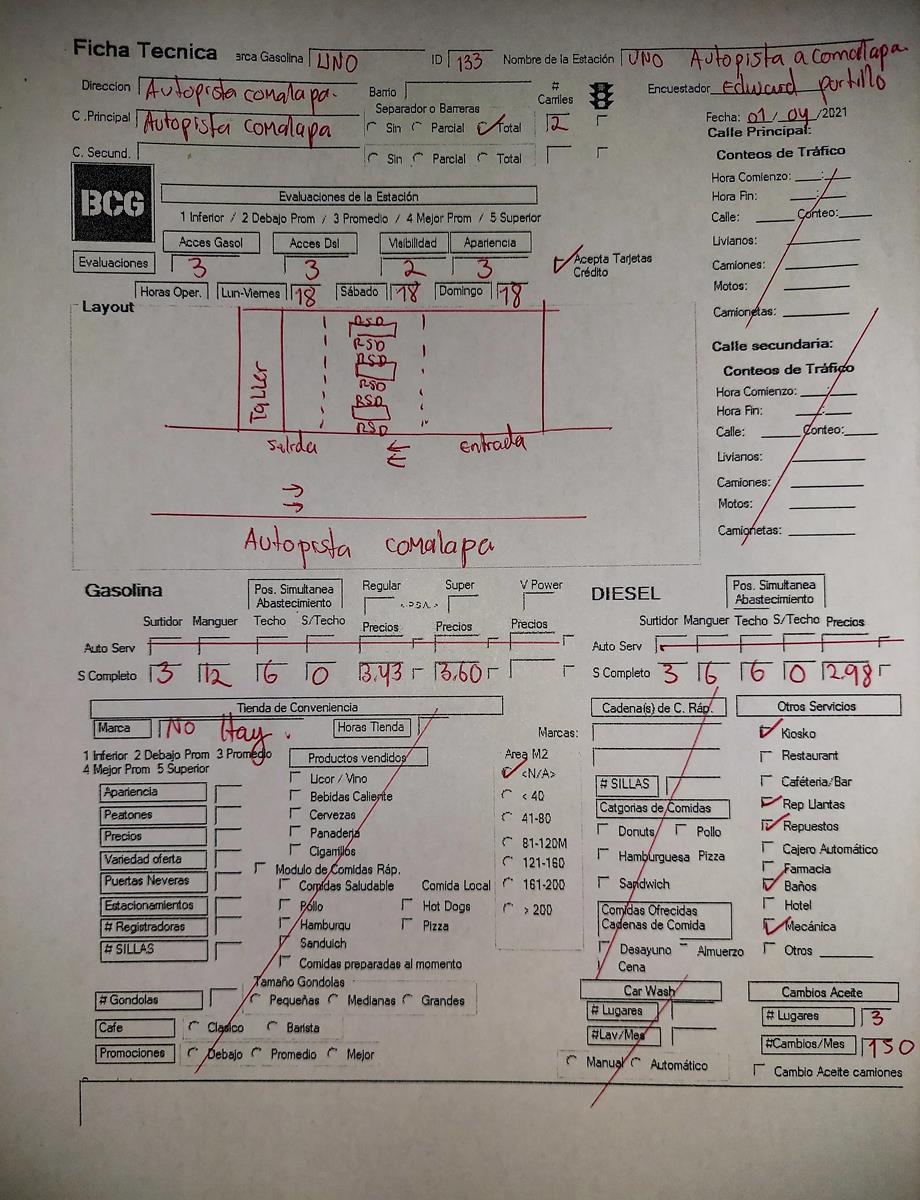 Ficha Tecnica arca Gasolina UNO ID 133 Nombre de la Estación UNO Autopista a comalapa.
Direccion Autopista comalapa. Barrio # Carriles Encuestador Edward portillo
Separador o Barreras
C .Principal Autopista comalapa Sin Parcial Total 2 Fecha: 01/04/2021
Calle Principal:
C. Secund. Sin Parcial Total
Conteos de Tráfico
BCG
Evaluaciones de la Estación
1 Inferior / 2 Debajo Prom / 3 Promedio / 4 Mejor Prom / 5 Superior
Acces Gasol Acces Dsl Visibilidad Apariencia
Evaluaciones 3 3 2 3 Acepta Tarjetas
Crédito
Horas Oper. Lun-Viernes 18 Sábado 18 Domingo 18
Hora Comienzo: __:__
Hora Fin: __:__
Calle: Conteo:
Livianos:
Camiones:
Motos:
Camionetas:
Calle secundaria:
Conteos de Tráfico
Hora Comienzo: __:__
Hora Fin: __:__
Calle: Conteo:
Livianos:
Camiones:
Motos:
Camionetas:
Layout
Taller
RSD
RSD
RSD
RSD
RSD
RSD
Salida ← Entrada
←
→
→
Autopista comalapa
Gasolina Pos. Simultanea
Abastecimiento Regular Super V Power
Surtidor Manguer Techo S/Techo Precios Precios Precios
Auto Serv
S Completo 3 12 6 0 3.43 3.60
DIESEL Pos. Simultanea
Abastecimiento
Surtidor Manguer Techo S/Techo Precios
Auto Serv
S Completo 3 6 6 0 2.98
Tienda de Conveniencia
Marca No Hay. Horas Tienda
1 Inferior 2 Debajo Prom 3 Promedio
4 Mejor Prom 5 Superior
Apariencia
Peatones
Precios
Variedad oferta
Puertas Neveras
Estacionamientos
# Registradoras
# SILLAS
Productos vendidos
Licor / Vino
Bebidas Caliente
Cervezas
Panaderia
Cigarrillos
Modulo de Comidas Ráp.
Comidas Saludable Comida Local
Pollo Hot Dogs
Hamburgu Pizza
Sanduich
Comidas preparadas al momento
Tamaño Gondolas
# Gondolas Pequeñas Medianas Grandes
Cafe Clasico Barista
Promociones Debajo Promedio Mejor
Area M2
<N/A>
< 40
41-80
81-120M
121-160
161-200
> 200
Cadena(s) de C. Ráp.
Marcas:
# SILLAS
Catgorias de Comidas
Donuts Pollo
Hamburguesa Pizza
Sandwich
Comidas Ofrecidas
Cadenas de Comida
Desayuno Almuerzo
Cena
Car Wash
# Lugares
#Lav/Mes
Manual Automático
Otros Servicios
Kiosko
Restaurant
Caféteria/Bar
Rep Llantas
Repuestos
Cajero Automático
Farmacia
Baños
Hotel
Mecánica
Otros
Cambios Aceite
# Lugares 3
#Cambios/Mes 150
Cambio Aceite camiones